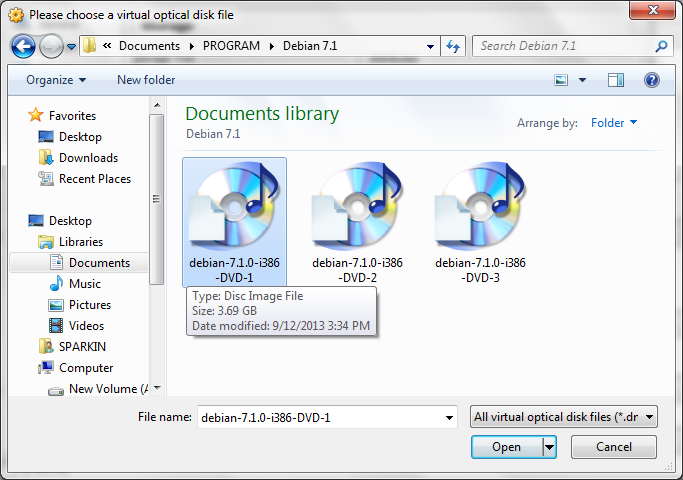 Please choose a virtual optical disk file
« Documents PROGRAM Debian 7.1
Search Debian 7.1
Organize New folder
Favorites
Desktop
Downloads
Recent Places
Desktop
Libraries
Documents
Music
Pictures
Videos
SPARKIN
Computer
New Volume (A
Documents library
Debian 7.1
Arrange by: Folder
debian-7.1.0-i386
-DVD-1
debian-7.1.0-i386
-DVD-2
debian-7.1.0-i386
-DVD-3
Type: Disc Image File
Size: 3.69 GB
Date modified: 9/12/2013 3:34 PM
File name: debian-7.1.0-i386-DVD-1
All virtual optical disk files (*.dr
Open Cancel